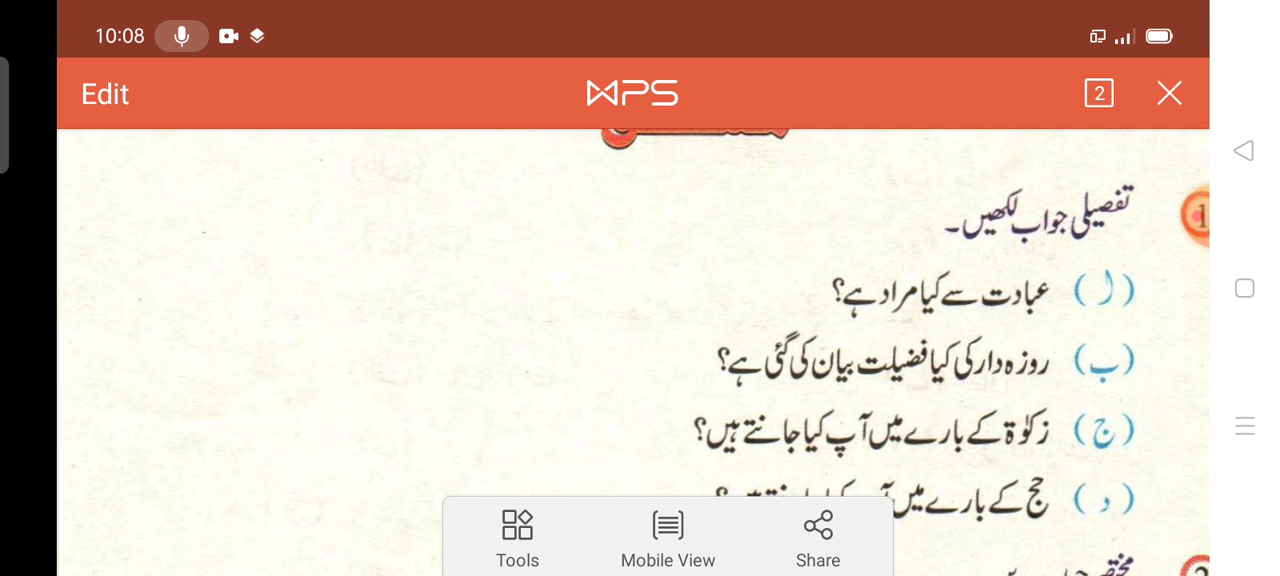 10:08
Edit
WPS
2
1 تفصیلی جواب لکھیں۔
(ا) عبادت سے کیا مراد ہے؟
(ب) روزہ دار کی کیا فضیلت بیان کی گئی ہے؟
(ج) زکوٰۃ کے بارے میں آپ کیا جانتے ہیں؟
(د) حج کے بارے میں
Tools
Mobile View
Share